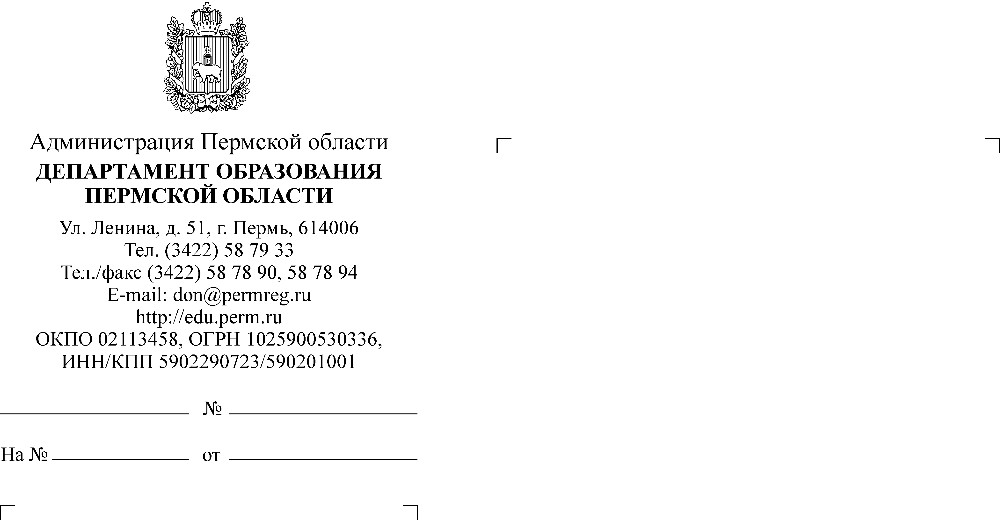 Администрация Пермской области
ДЕПАРТАМЕНТ ОБРАЗОВАНИЯ
ПЕРМСКОЙ ОБЛАСТИ
Ул. Ленина, д. 51, г. Пермь, 614006
Тел. (3422) 58 79 33
Тел./факс (3422) 58 78 90, 58 78 94
E-mail: don@permreg.ru
http://edu.perm.ru
ОКПО 02113458, ОГРН 1025900530336,
ИНН/КПП 5902290723/590201001
№
На № от